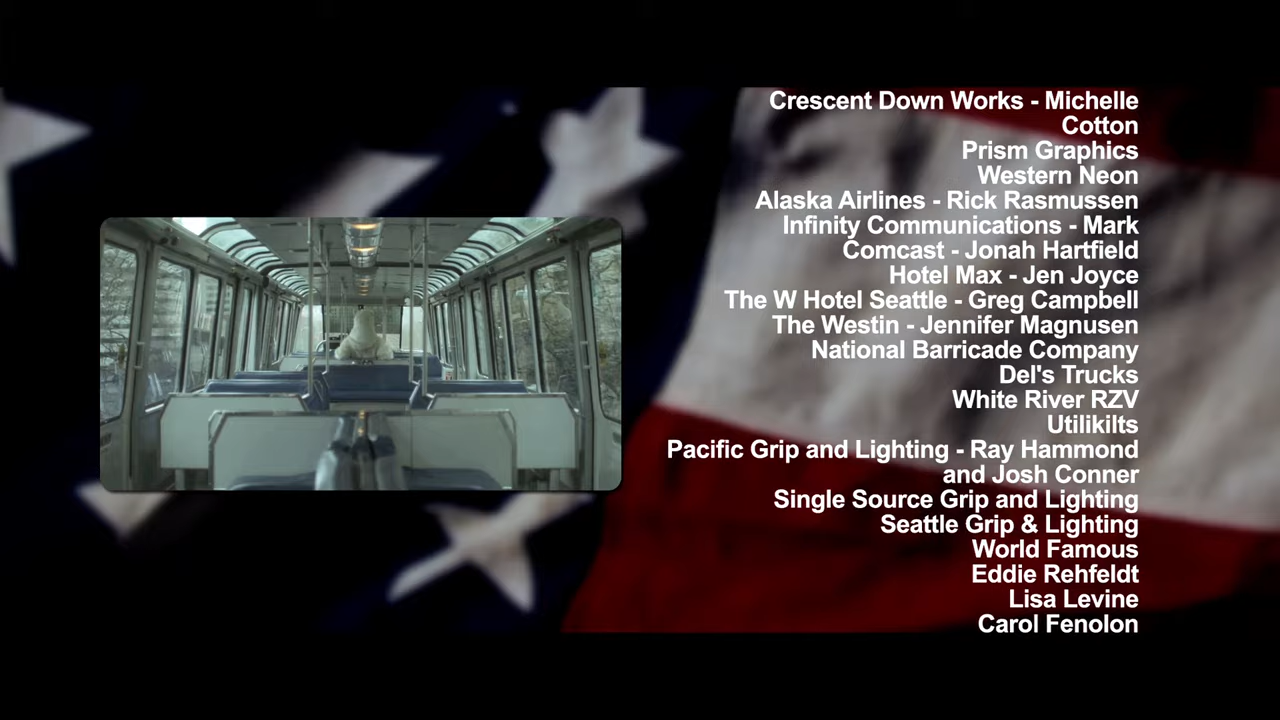 Crescent Down Works - Michelle
Cotton
Prism Graphics
Western Neon
Alaska Airlines - Rick Rasmussen
Infinity Communications - Mark
Comcast - Jonah Hartfield
Hotel Max - Jen Joyce
The W Hotel Seattle - Greg Campbell
The Westin - Jennifer Magnusen
National Barricade Company
Del's Trucks
White River RZV
Utilikilts
Pacific Grip and Lighting - Ray Hammond
and Josh Conner
Single Source Grip and Lighting
Seattle Grip & Lighting
World Famous
Eddie Rehfeldt
Lisa Levine
Carol Fenolon